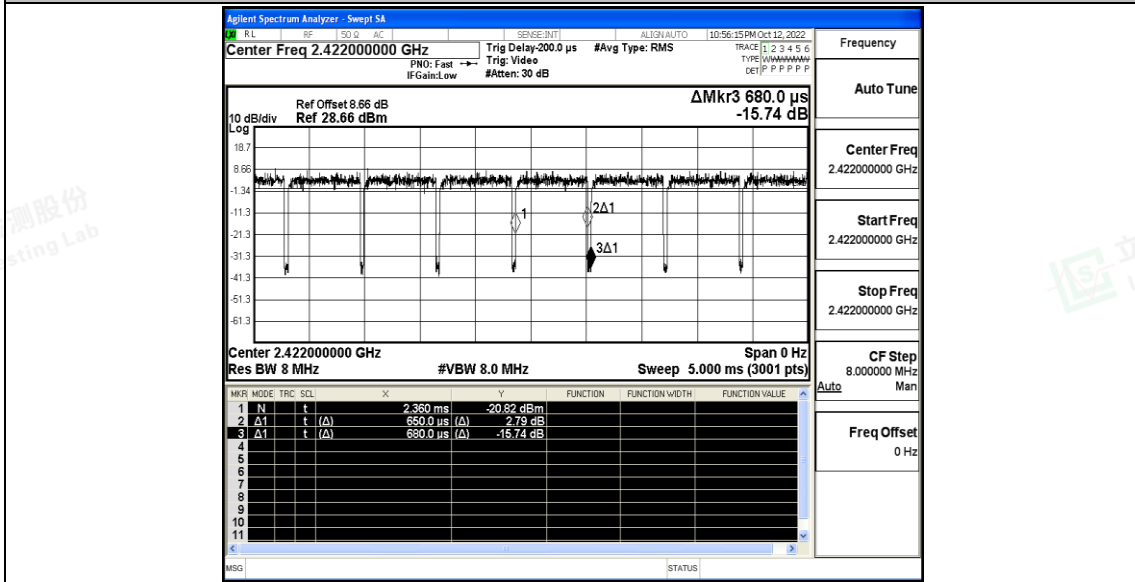 Agilent Spectrum Analyzer - Swept SA
LXI RL RF 50 Ω AC SENSE:INT ALIGNAUTO 10:56:15 PM Oct 12, 2022
Center Freq 2.422000000 GHz
PNO: Fast
IFGain:Low
Trig Delay-200.0 µs
Trig: Video
#Atten: 30 dB
#Avg Type: RMS
TRACE 1 2 3 4 5 6
TYPE
DET P P P P P P
Ref Offset 8.66 dB
10 dB/div Ref 28.66 dBm
Log
ΔMkr3 680.0 µs
-15.74 dB
18.7
8.66
-1.34
-11.3
-21.3
-31.3
-41.3
-51.3
-61.3
1
2Δ1
3Δ1
Center 2.422000000 GHz Span 0 Hz
Res BW 8 MHz #VBW 8.0 MHz Sweep 5.000 ms (3001 pts)
MKR MODE TRC SCL X Y FUNCTION FUNCTION WIDTH FUNCTION VALUE
1 N t 2.360 ms -20.82 dBm
2 Δ1 t (Δ) 650.0 µs (Δ) 2.79 dB
3 Δ1 t (Δ) 680.0 µs (Δ) -15.74 dB
4
5
6
7
8
9
10
11
MSG STATUS
Frequency
Auto Tune
Center Freq
2.422000000 GHz
Start Freq
2.422000000 GHz
Stop Freq
2.422000000 GHz
CF Step
8.000000 MHz
Auto Man
Freq Offset
0 Hz
测股份
sting Lab
立